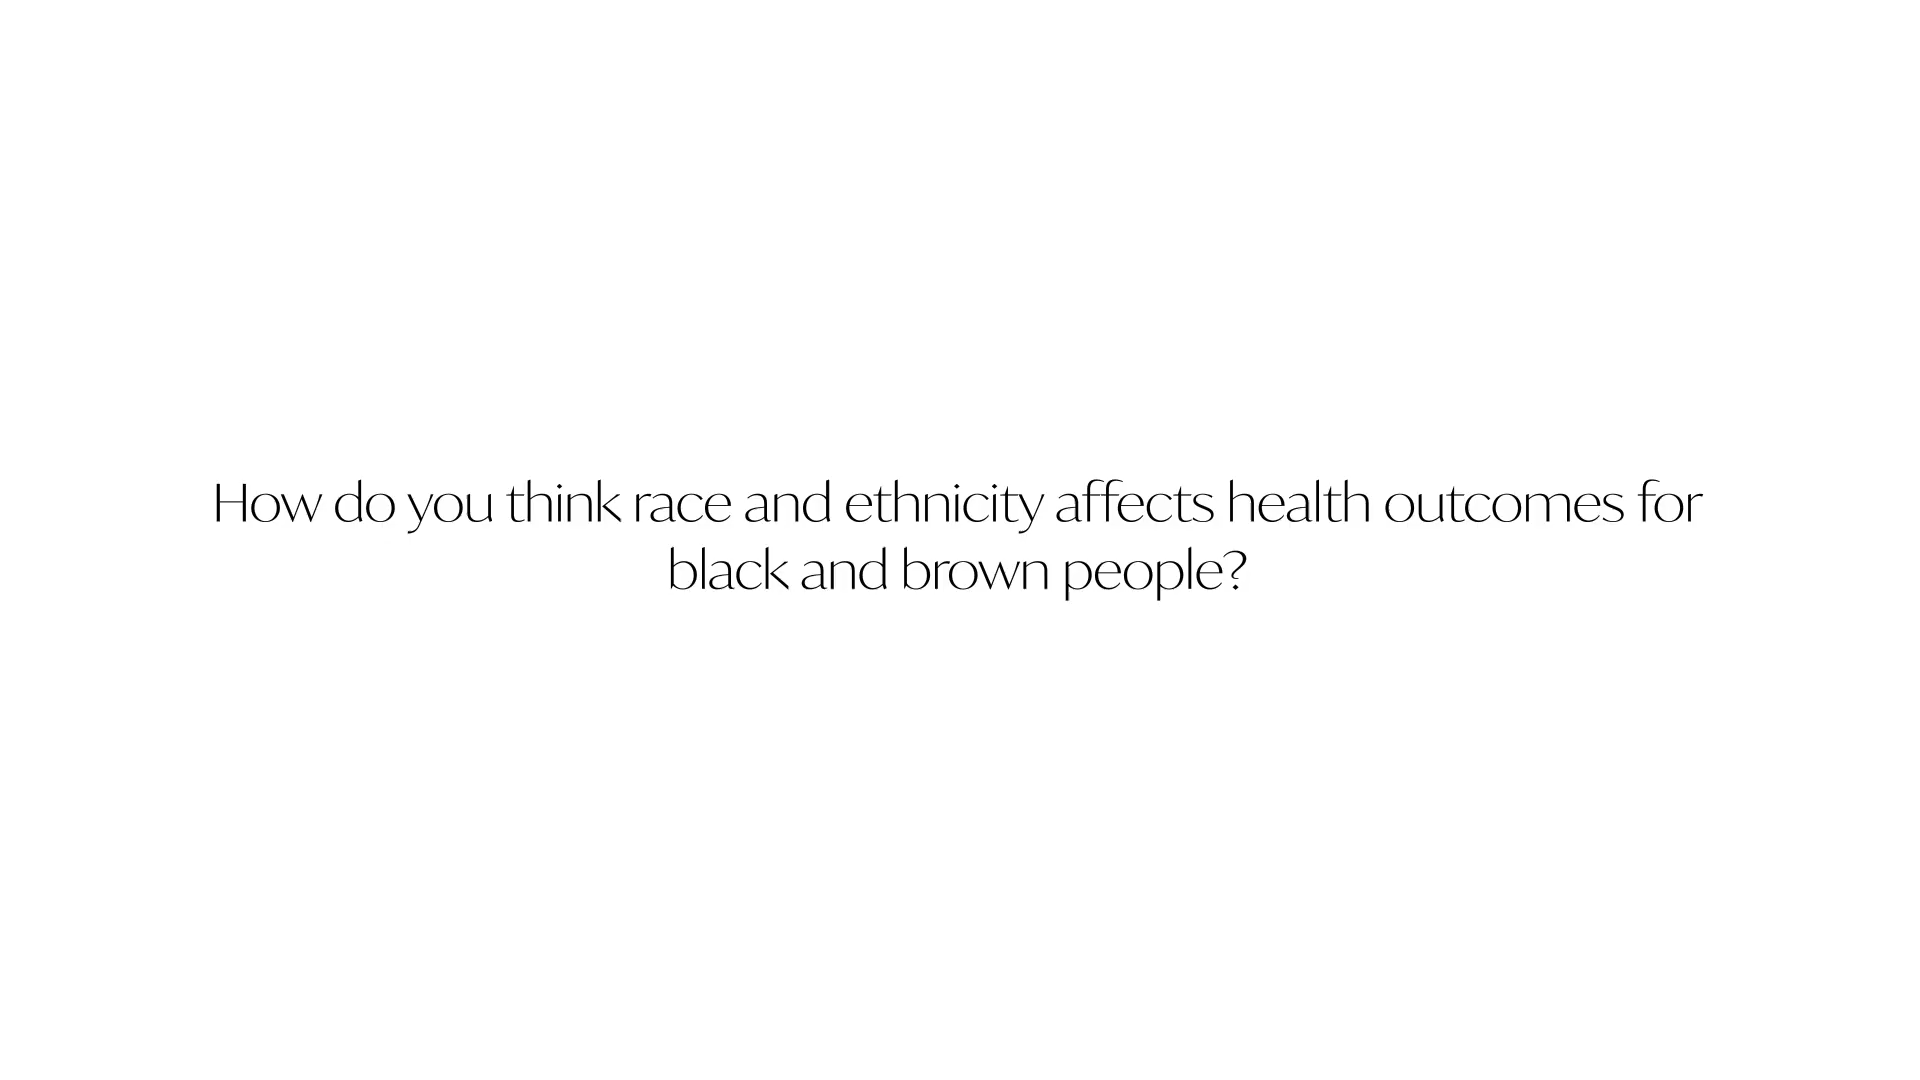 How do you think race and ethnicity affects health outcomes for
black and brown people?